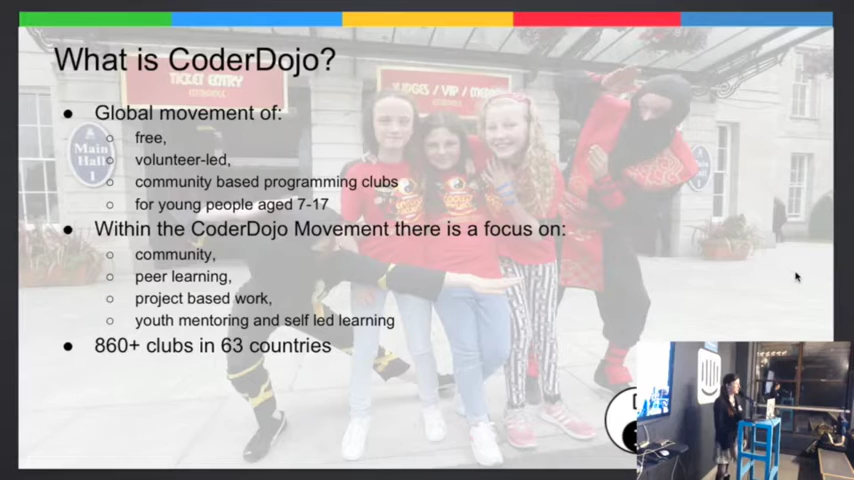 What is CoderDojo?
TICKET ENTRY
JUDGES / VIP /
Main
Hall
● Global movement of:
○ free,
○ volunteer-led,
○ community based programming clubs
○ for young people aged 7-17
● Within the CoderDojo Movement there is a focus on:
○ community,
○ peer learning,
○ project based work,
○ youth mentoring and self led learning
● 860+ clubs in 63 countries